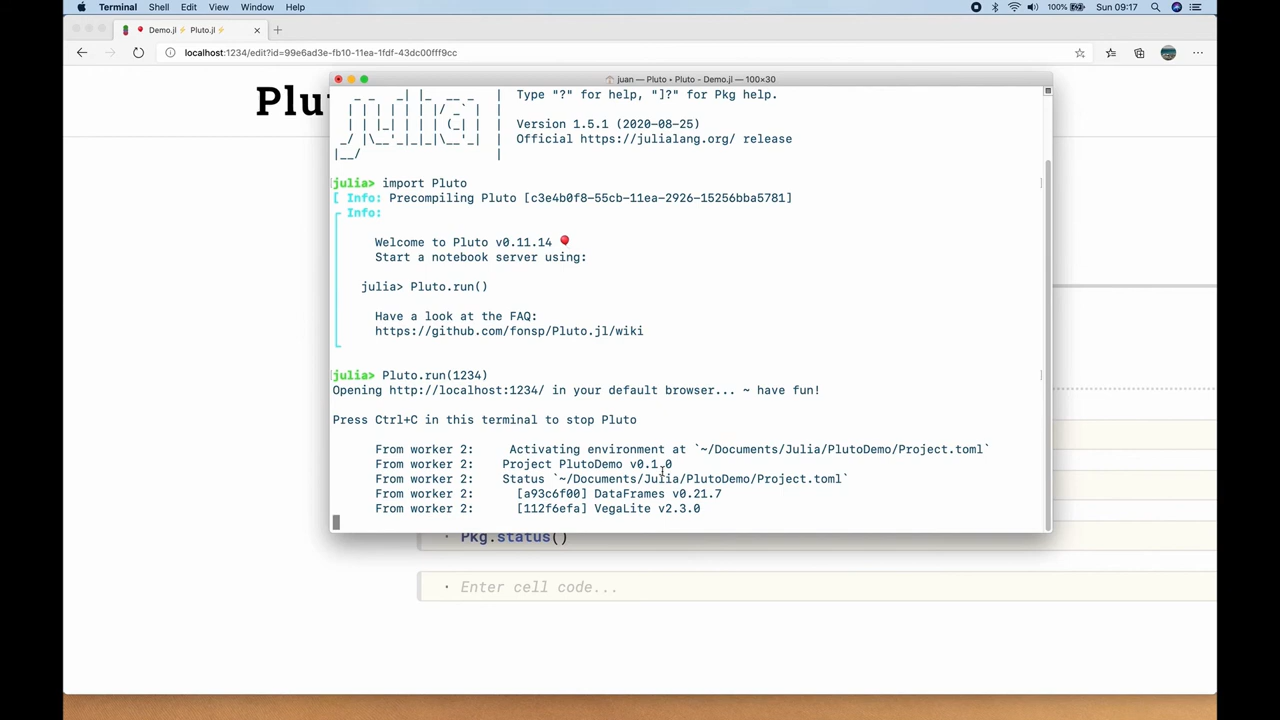 Terminal Shell Edit View Window Help 100% Sun 09:17
Demo.jl ⚡ Pluto.jl ⚡
localhost:1234/edit?id=99e6ad3e-fb10-11ea-1fdf-43dc00fff9cc
juan — Pluto • Pluto - Demo.jl — 100×30
Plu
_ _ _| |_ __ _ | Type "?" for help, "]?" for Pkg help.
| | | | | | |/ _` | |
| | |_| | | | (_| | | Version 1.5.1 (2020-08-25)
_/ |\__'_|_|_|\__'_| | Official https://julialang.org/ release
|__/ |
julia> import Pluto
[ Info: Precompiling Pluto [c3e4b0f8-55cb-11ea-2926-15256bba5781]
Info:
Welcome to Pluto v0.11.14 🎈
Start a notebook server using:
julia> Pluto.run()
Have a look at the FAQ:
https://github.com/fonsp/Pluto.jl/wiki
julia> Pluto.run(1234)
Opening http://localhost:1234/ in your default browser... ~ have fun!
Press Ctrl+C in this terminal to stop Pluto
From worker 2: Activating environment at `~/Documents/Julia/PlutoDemo/Project.toml`
From worker 2: Project PlutoDemo v0.1.0
From worker 2: Status `~/Documents/Julia/PlutoDemo/Project.toml`
From worker 2: [a93c6f00] DataFrames v0.21.7
From worker 2: [112f6efa] VegaLite v2.3.0
Pkg.status()
Enter cell code...